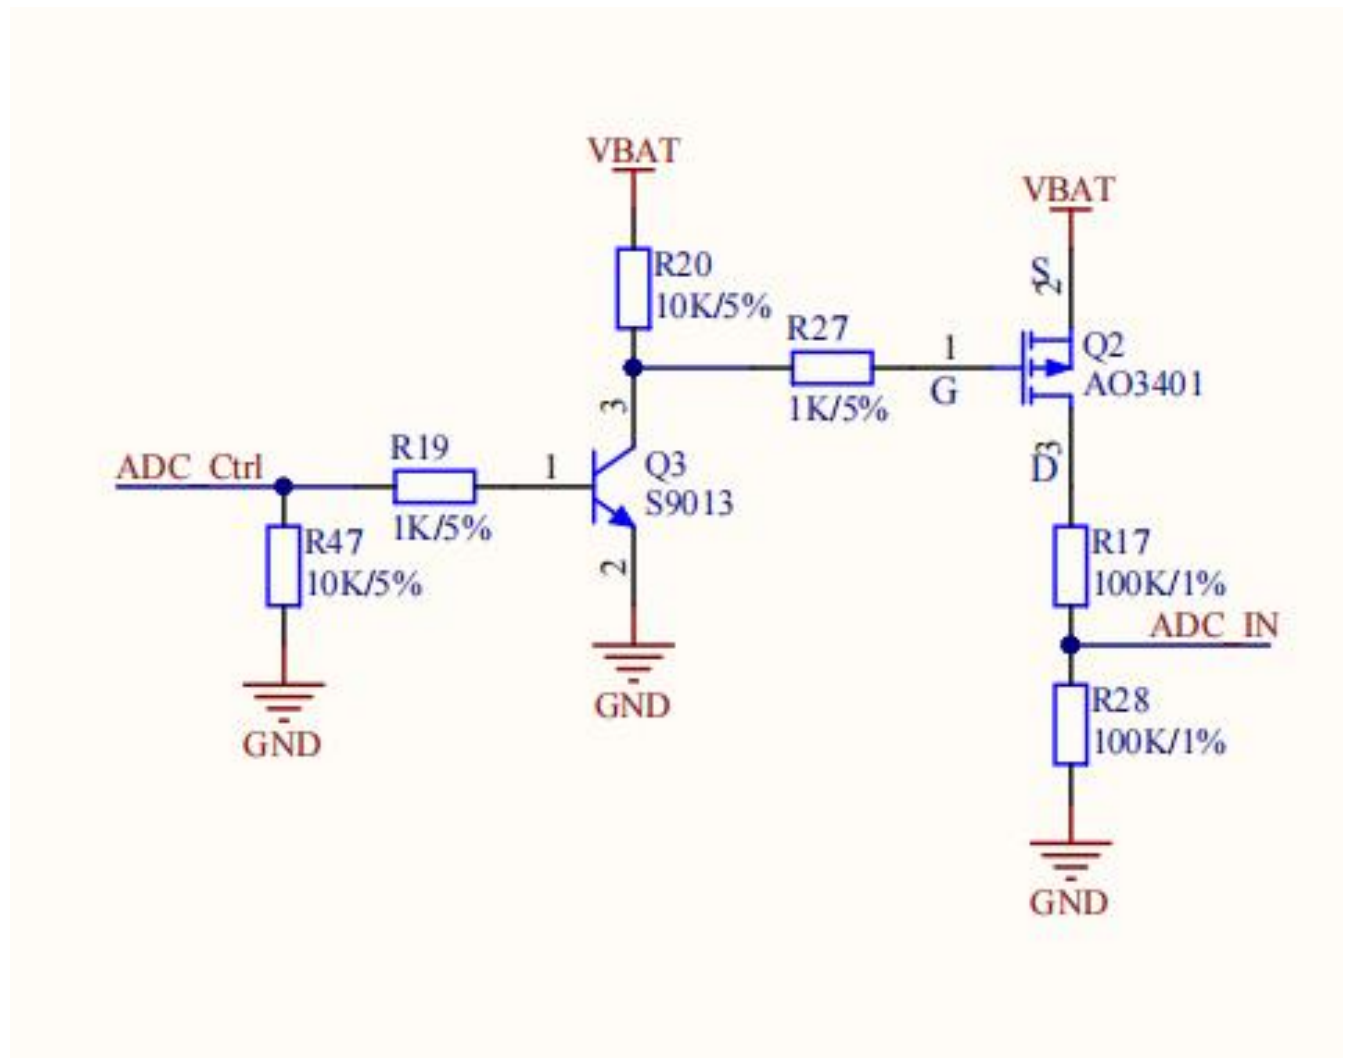 VBAT
VBAT
R20
10K/5%
S
2
R27
1K/5%
1
G
Q2
AO3401
3
3
D
ADC_Ctrl
R19
1K/5%
1
Q3
S9013
R47
10K/5%
2
R17
100K/1%
ADC_IN
GND
GND
R28
100K/1%
GND